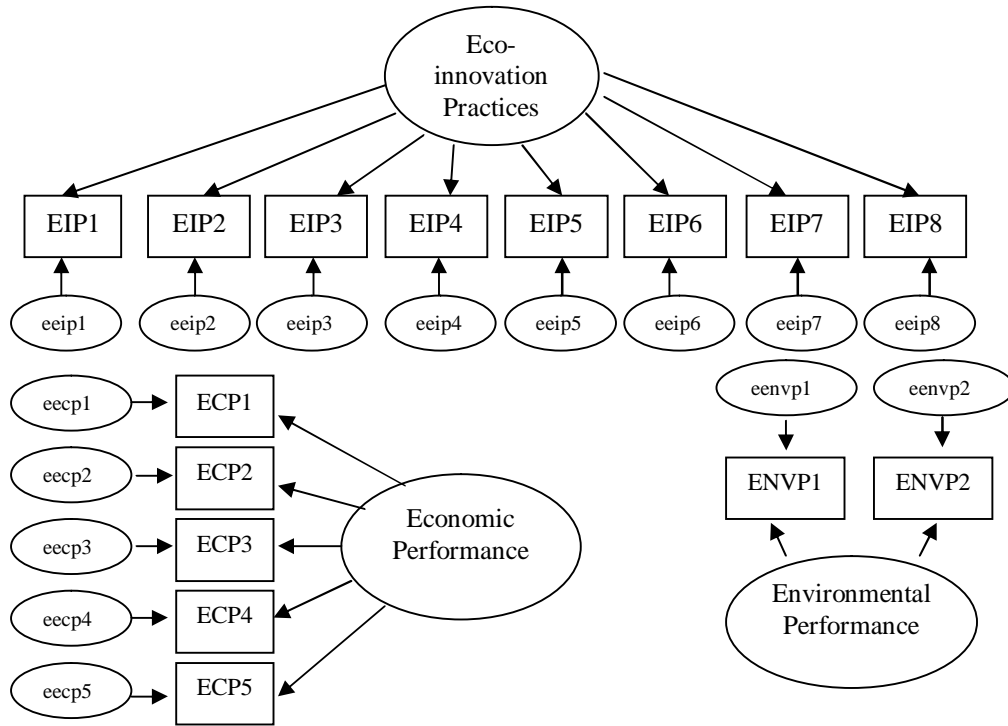 Eco-
innovation
Practices
EIP1
EIP2
EIP3
EIP4
EIP5
EIP6
EIP7
EIP8
eeip1
eeip2
eeip3
eeip4
eeip5
eeip6
eeip7
eeip8
eecp1
ECP1
eecp2
ECP2
eecp3
ECP3
eecp4
ECP4
eecp5
ECP5
Economic
Performance
eenvp1
eenvp2
ENVP1
ENVP2
Environmental
Performance